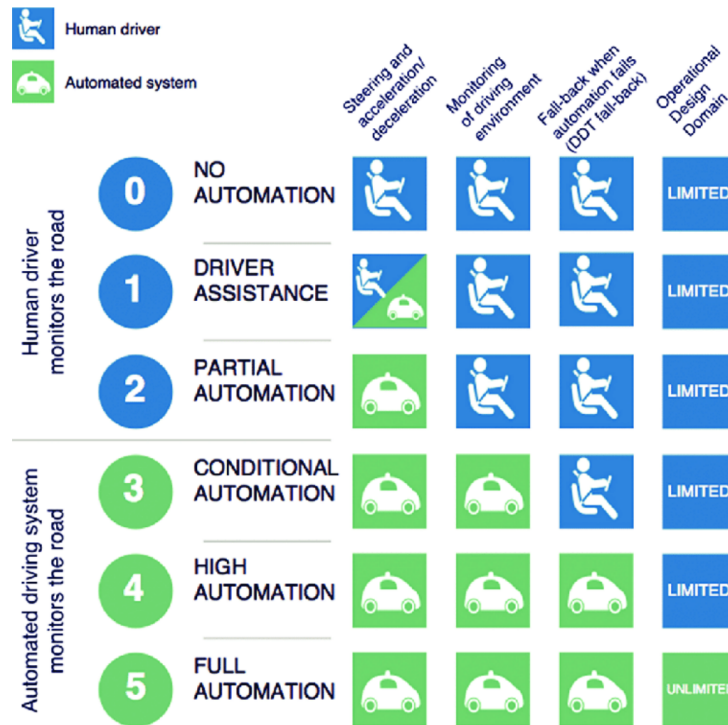 Human driver
Automated system
Steering and
acceleration/
deceleration
Monitoring
of driving
environment
Fall-back when
automation fails
(DDT fall-back)
Operational
Design
Domain
Human driver
monitors the road
0
NO
AUTOMATION
LIMITED
1
DRIVER
ASSISTANCE
LIMITED
2
PARTIAL
AUTOMATION
LIMITED
Automated driving system
monitors the road
3
CONDITIONAL
AUTOMATION
LIMITED
4
HIGH
AUTOMATION
LIMITED
5
FULL
AUTOMATION
UNLIMITED